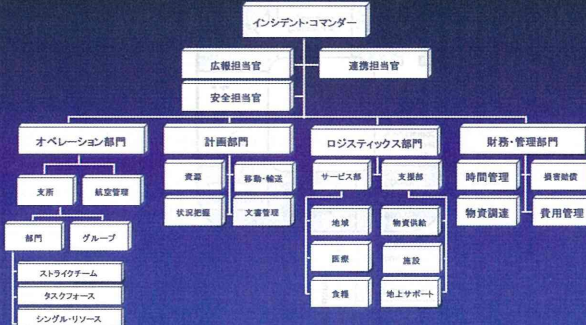 インシデント・コマンダー
広報担当官
連携担当官
安全担当官
オペレーション部門
計画部門
ロジスティックス部門
財務・管理部門
支所
航空管理
資源
移動・輸送
サービス部
支援部
時間管理
損害賠償
状況把握
文書管理
地域
物資供給
物資調達
費用管理
部門
グループ
医療
施設
ストライクチーム
食糧
地上サポート
タスクフォース
シングル・リソース